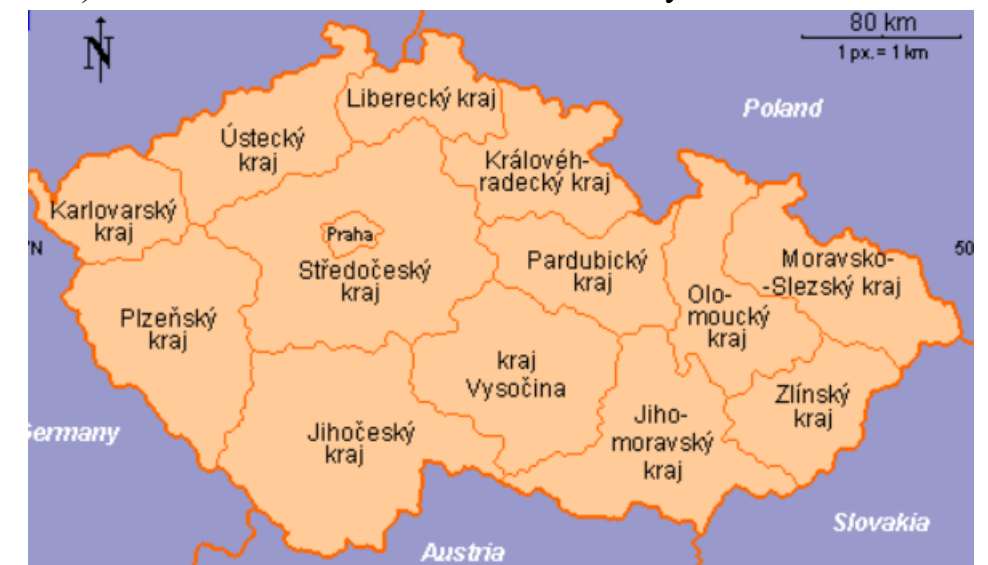 80 km
1 px.= 1 km
N
Poland
Liberecký kraj
Ústecký
kraj
Králový­éh-
radecký kraj
Karlovarský
kraj
Praha
Středočeský
kraj
Pardubický
kraj
Moravsko-
-Slezský kraj
50
N
Olo-
moucký
kraj
Plzeňský
kraj
kraj
Vysočina
Zlínský
kraj
Jiho-
moravský
kraj
Jihočeský
kraj
Germany
Slovakia
Austria